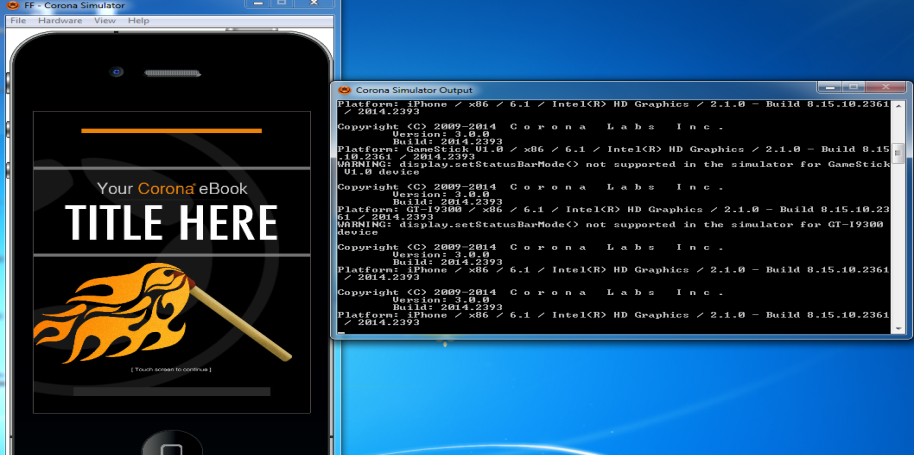 FF - Corona Simulator
File Hardware View Help
Your Corona eBook
TITLE HERE
[ Touch screen to continue ]
Corona Simulator Output
Platform: iPhone / x86 / 6.1 / Intel(R) HD Graphics / 2.1.0 - Build 8.15.10.2361
/ 2014.2393
Copyright (C) 2009-2014 C o r o n a L a b s I n c .
Version: 3.0.0
Build: 2014.2393
Platform: GameStick V1.0 / x86 / 6.1 / Intel(R) HD Graphics / 2.1.0 - Build 8.15
.10.2361 / 2014.2393
WARNING: display.setStatusBarMode() not supported in the simulator for GameStick
V1.0 device
Copyright (C) 2009-2014 C o r o n a L a b s I n c .
Version: 3.0.0
Build: 2014.2393
Platform: GT-I9300 / x86 / 6.1 / Intel(R) HD Graphics / 2.1.0 - Build 8.15.10.23
61 / 2014.2393
WARNING: display.setStatusBarMode() not supported in the simulator for GT-I9300
device
Copyright (C) 2009-2014 C o r o n a L a b s I n c .
Version: 3.0.0
Build: 2014.2393
Platform: iPhone / x86 / 6.1 / Intel(R) HD Graphics / 2.1.0 - Build 8.15.10.2361
/ 2014.2393
Copyright (C) 2009-2014 C o r o n a L a b s I n c .
Version: 3.0.0
Build: 2014.2393
Platform: iPhone / x86 / 6.1 / Intel(R) HD Graphics / 2.1.0 - Build 8.15.10.2361
/ 2014.2393